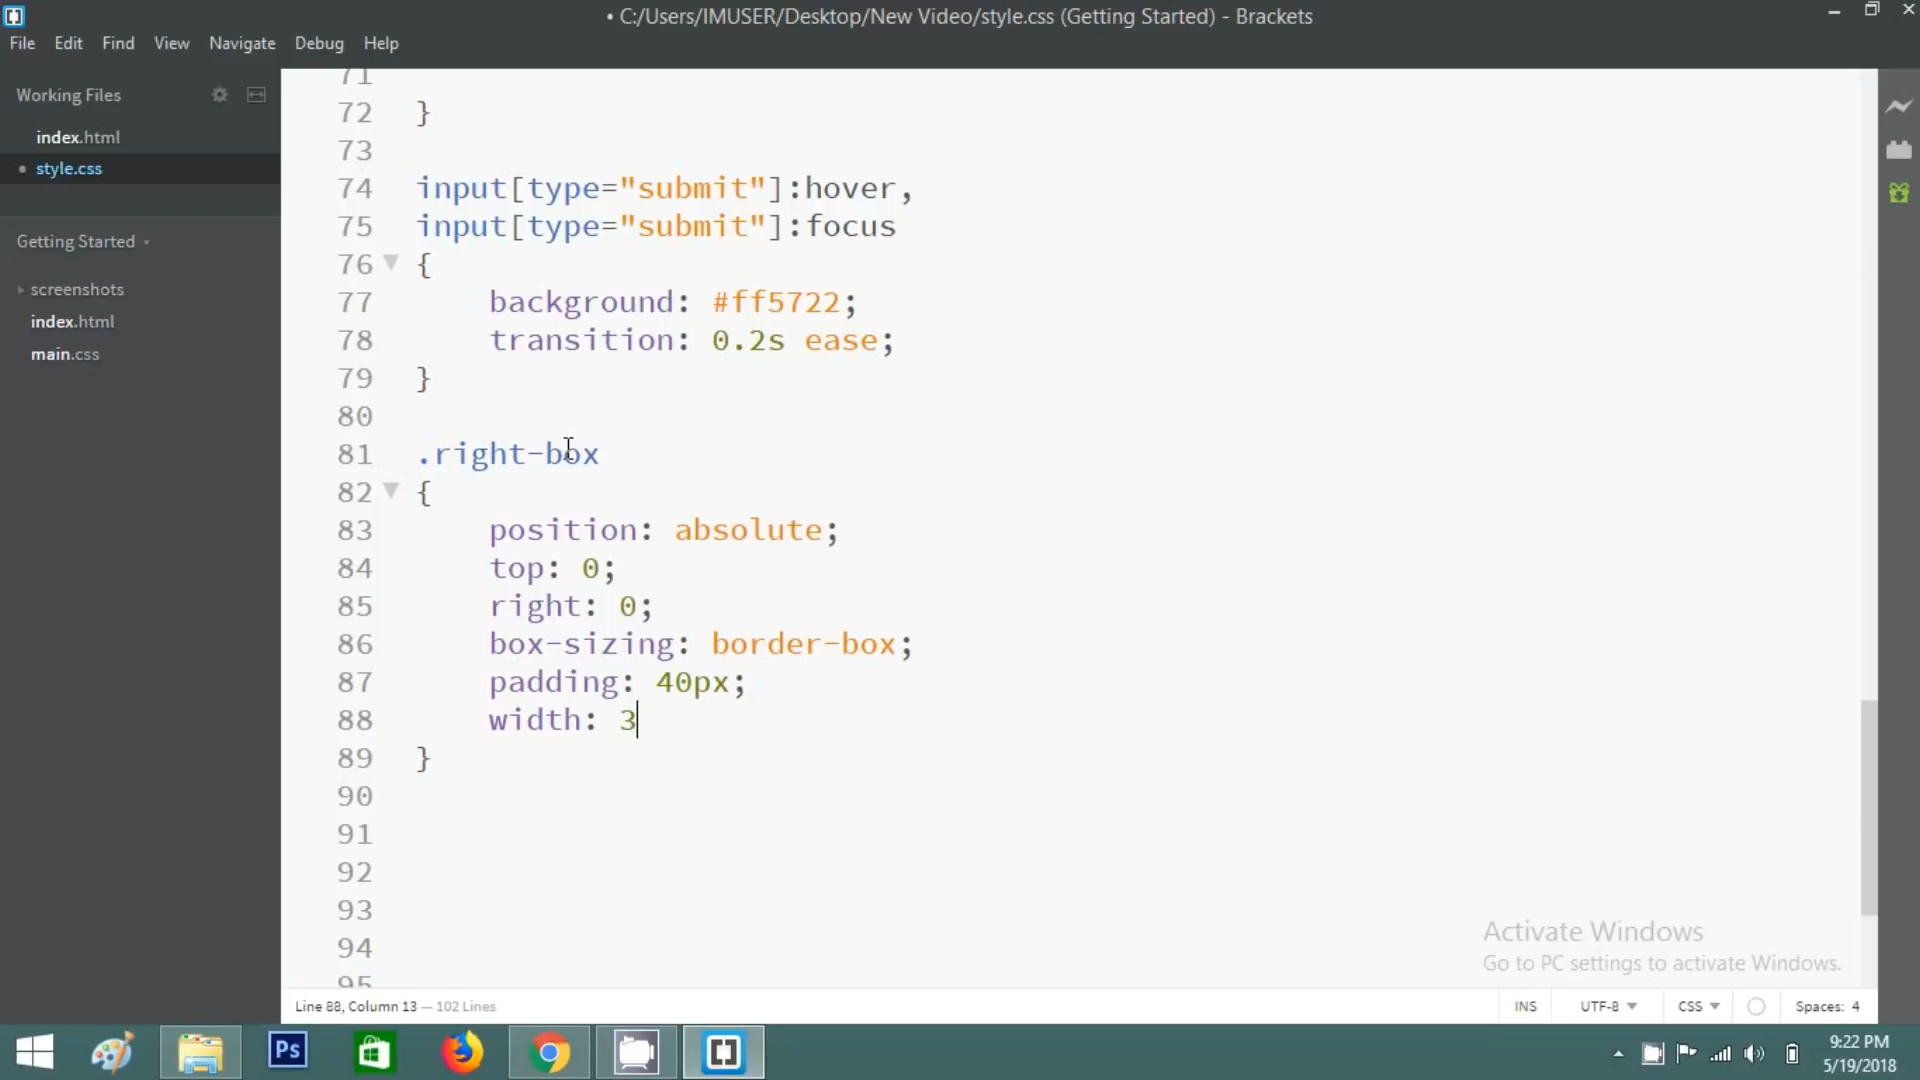 • C:/Users/IMUSER/Desktop/New Video/style.css (Getting Started) - Brackets
File Edit Find View Navigate Debug Help
Working Files
index.html
• style.css
Getting Started
screenshots
index.html
main.css
71
72 }
73
74 input[type="submit"]:hover,
75 input[type="submit"]:focus
76 {
77 background: #ff5722;
78 transition: 0.2s ease;
79 }
80
81 .right-box
82 {
83 position: absolute;
84 top: 0;
85 right: 0;
86 box-sizing: border-box;
87 padding: 40px;
88 width: 3
89 }
90
91
92
93
94
95
Activate Windows
Go to PC settings to activate Windows.
Line 88, Column 13 — 102 Lines
INS UTF-8 CSS Spaces: 4
Ps
9:22 PM
5/19/2018